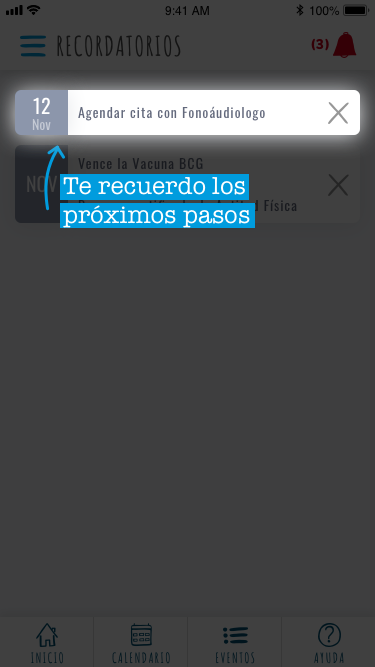 9:41 AM
100%
RECORDATORIOS
(3)
12
Nov
Agendar cita con Fonoáudiologo
Vence la Vacuna BCG
NOV
Te recuerdo los
Física
próximos pasos
INICIO
CALENDARIO
EVENTOS
AYUDA